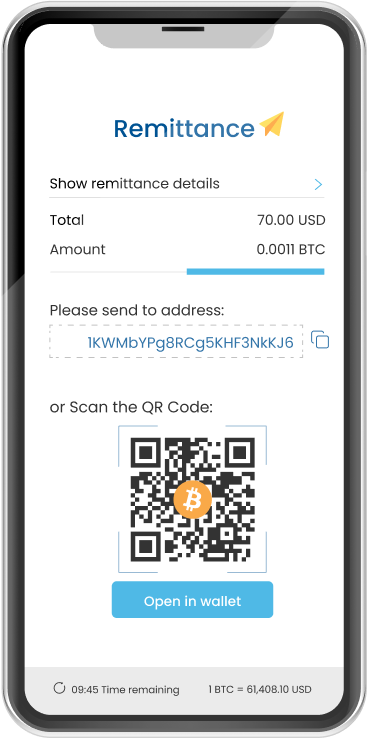 Remittance
Show remittance details
Total 70.00 USD
Amount 0.0011 BTC
Please send to address:
1KWMbYPg8RCg5KHF3NkKJ6
or Scan the QR Code:
Open in wallet
09:45 Time remaining 1 BTC = 61,408.10 USD